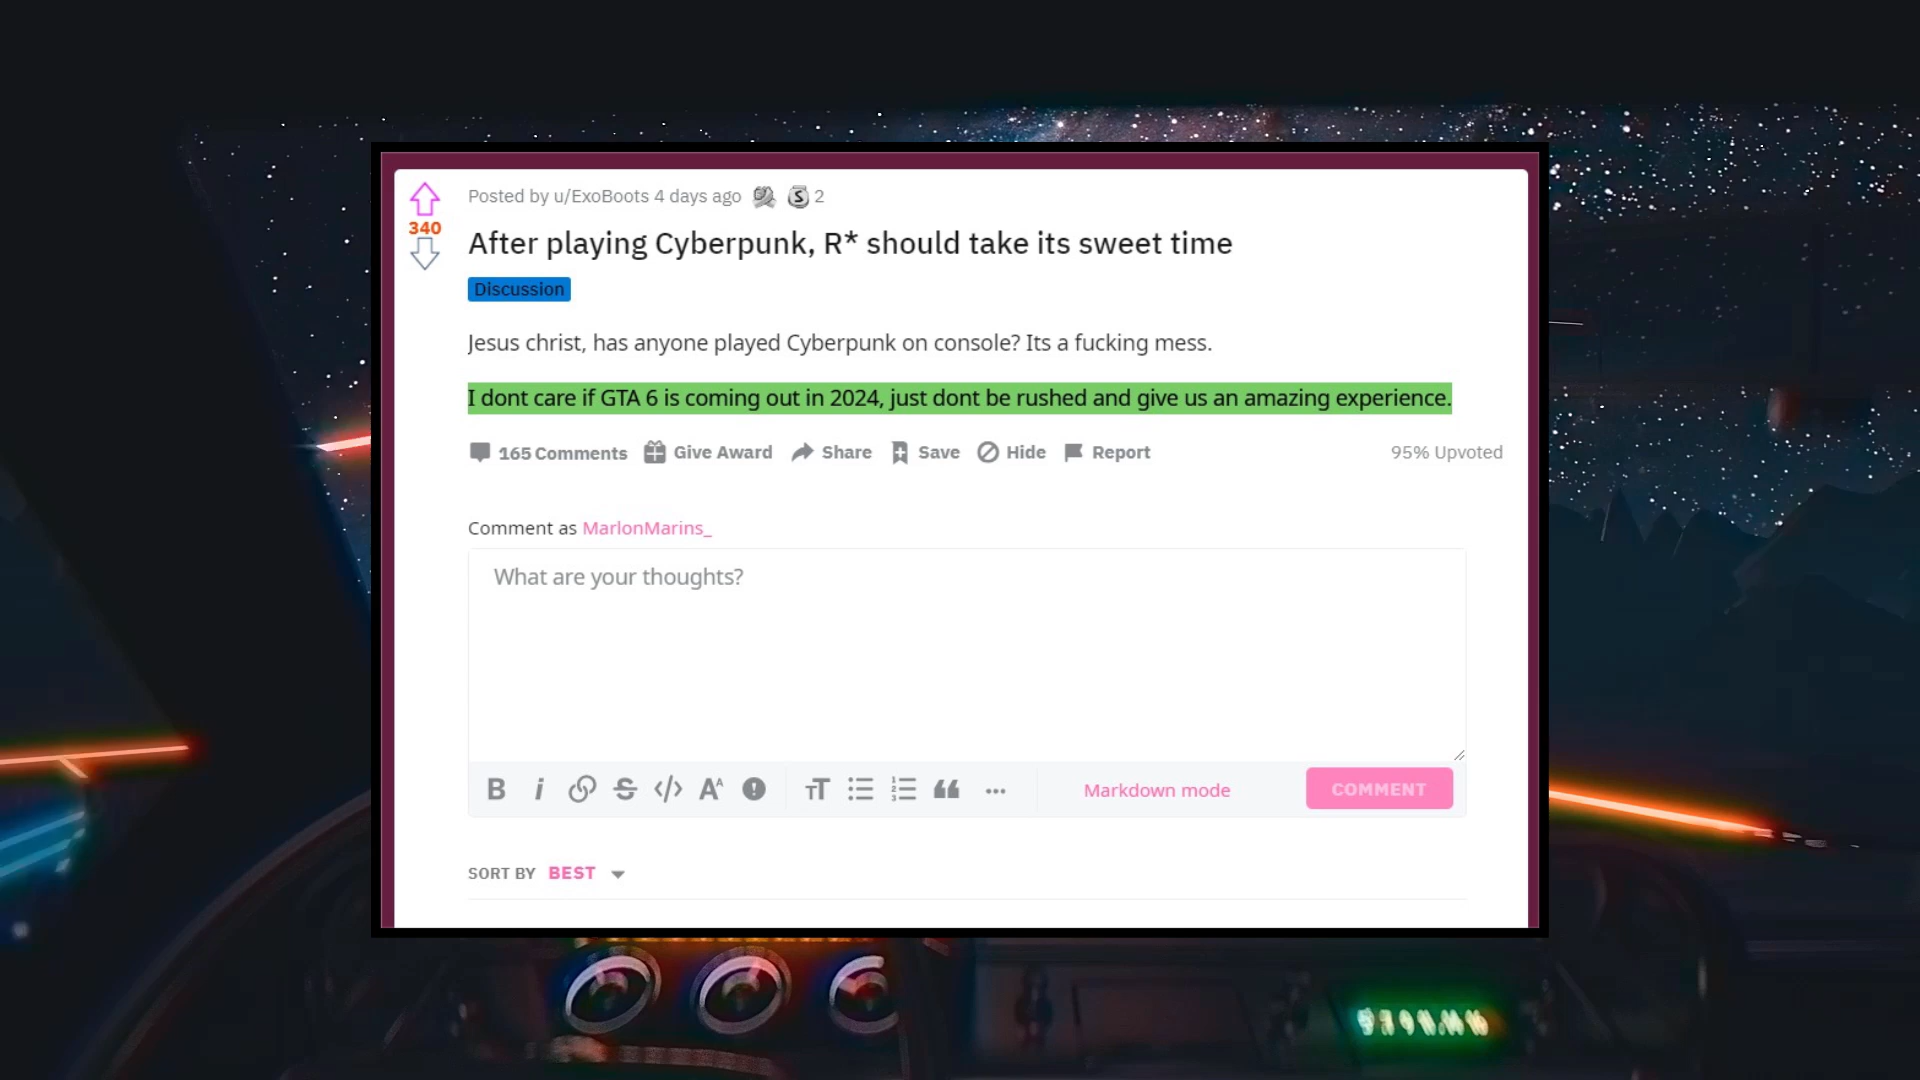 Posted by u/ExoBoots 4 days ago 2
340
After playing Cyberpunk, R* should take its sweet time
Discussion
Jesus christ, has anyone played Cyberpunk on console? Its a fucking mess.
I dont care if GTA 6 is coming out in 2024, just dont be rushed and give us an amazing experience.
165 Comments Give Award Share Save Hide Report 95% Upvoted
Comment as MarlonMarins_
What are your thoughts?
Markdown mode COMMENT
SORT BY BEST